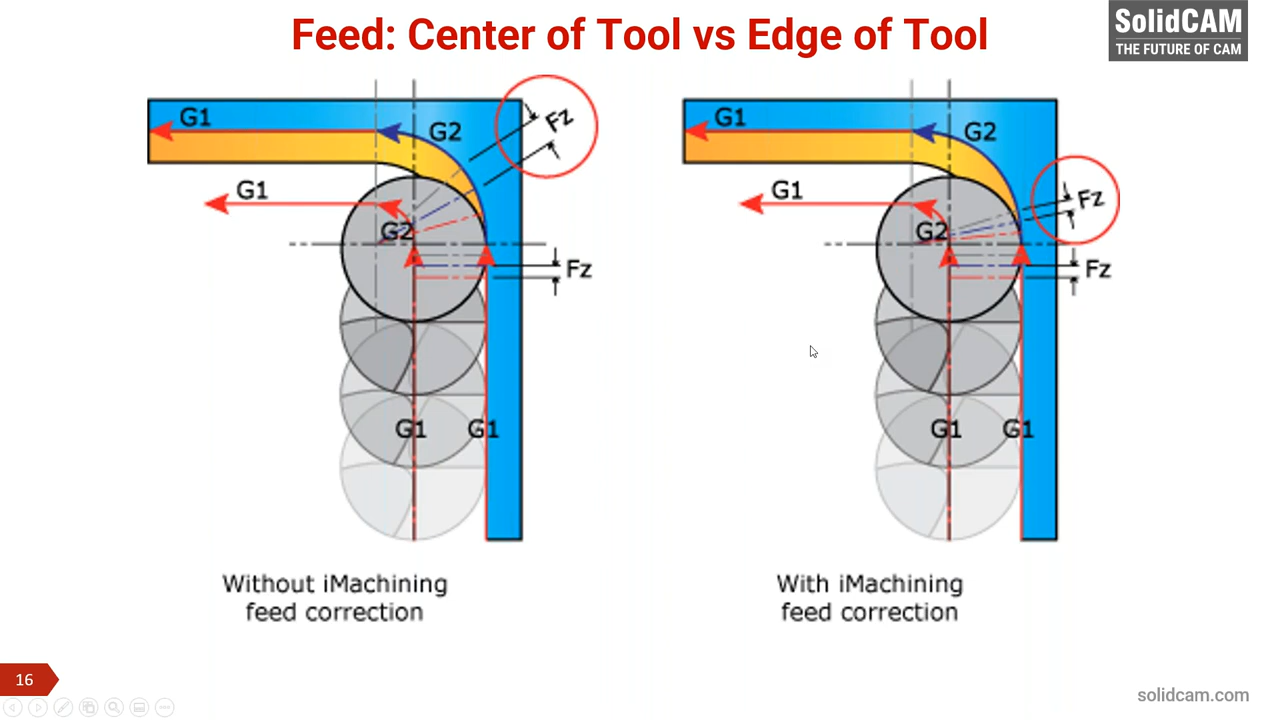 Feed: Center of Tool vs Edge of Tool
SolidCAM
THE FUTURE OF CAM
G1
G2
Fz
G1
G2
Fz
G1
G1
Without iMachining
feed correction
G1
G2
Fz
G1
G2
Fz
G1
G1
With iMachining
feed correction
16
solidcam.com